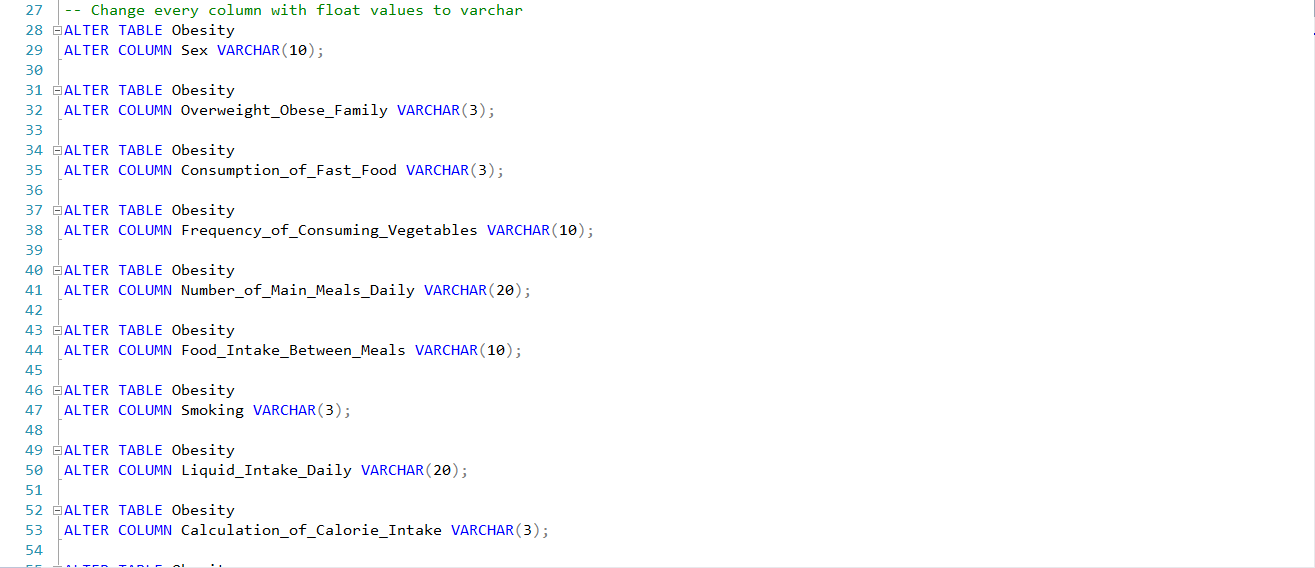 27 -- Change every column with float values to varchar
28 ALTER TABLE Obesity
29 ALTER COLUMN Sex VARCHAR(10);
30
31 ALTER TABLE Obesity
32 ALTER COLUMN Overweight_Obese_Family VARCHAR(3);
33
34 ALTER TABLE Obesity
35 ALTER COLUMN Consumption_of_Fast_Food VARCHAR(3);
36
37 ALTER TABLE Obesity
38 ALTER COLUMN Frequency_of_Consuming_Vegetables VARCHAR(10);
39
40 ALTER TABLE Obesity
41 ALTER COLUMN Number_of_Main_Meals_Daily VARCHAR(20);
42
43 ALTER TABLE Obesity
44 ALTER COLUMN Food_Intake_Between_Meals VARCHAR(10);
45
46 ALTER TABLE Obesity
47 ALTER COLUMN Smoking VARCHAR(3);
48
49 ALTER TABLE Obesity
50 ALTER COLUMN Liquid_Intake_Daily VARCHAR(20);
51
52 ALTER TABLE Obesity
53 ALTER COLUMN Calculation_of_Calorie_Intake VARCHAR(3);
54